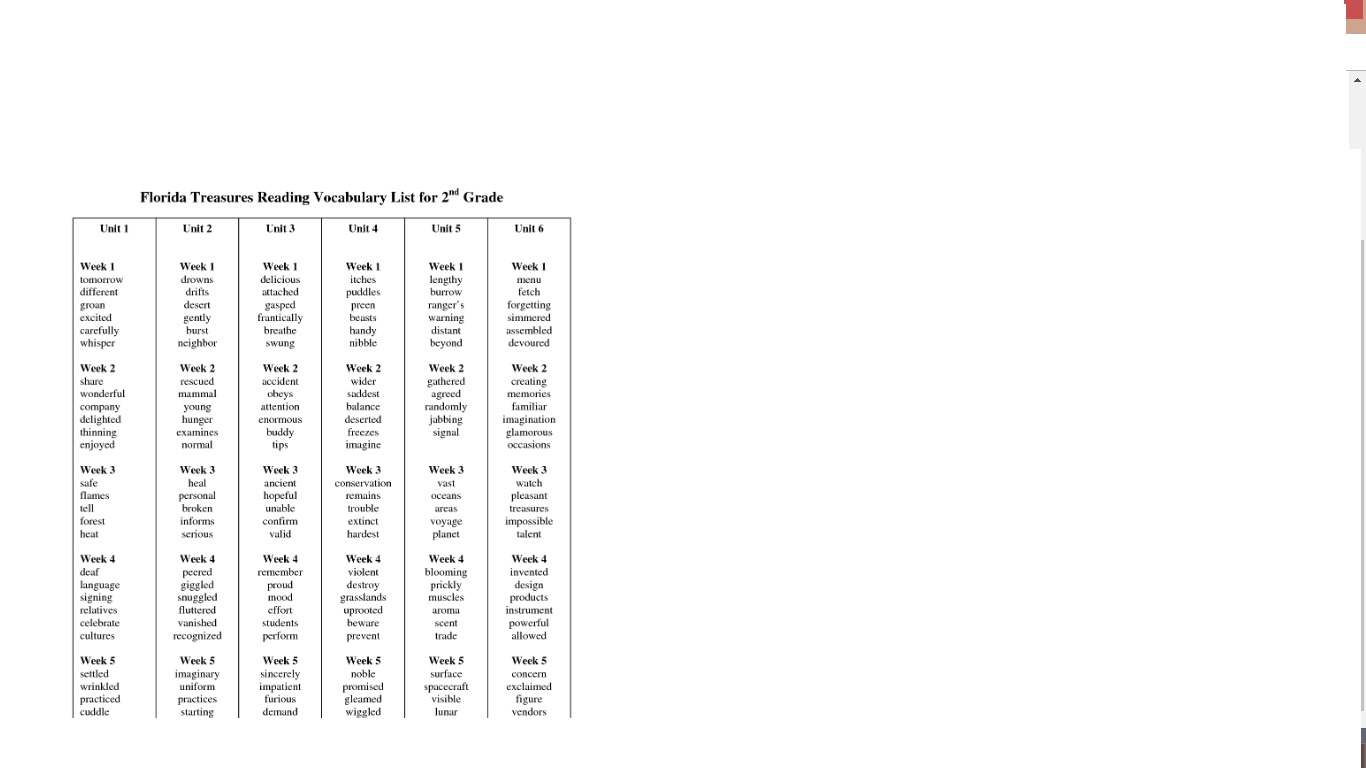 Florida Treasures Reading Vocabulary List for 2nd Grade
Unit 1 Unit 2 Unit 3 Unit 4 Unit 5 Unit 6
Week 1 Week 1 Week 1 Week 1 Week 1 Week 1
tomorrow drowns delicious itches lengthy menu
different drifts attached puddles burrow fetch
groan desert gasped preen ranger's forgetting
excited gently frantically beasts warning simmered
carefully burst breathe handy distant assembled
whisper neighbor swung nibble beyond devoured
Week 2 Week 2 Week 2 Week 2 Week 2 Week 2
share rescued accident wider gathered creating
wonderful mammal obeys saddest agreed memories
company young attention balance randomly familiar
delighted hunger enormous deserted jabbing imagination
thinning examines buddy freezes signal glamorous
enjoyed normal tips imagine occasions
Week 3 Week 3 Week 3 Week 3 Week 3 Week 3
safe heal ancient conservation vast watch
flames personal hopeful remains oceans pleasant
tell broken unable trouble areas treasures
forest informs confirm extinct voyage impossible
heat serious valid hardest planet talent
Week 4 Week 4 Week 4 Week 4 Week 4 Week 4
deaf peered remember violent blooming invented
language giggled proud destroy prickly design
signing snuggled mood grasslands muscles products
relatives fluttered effort uprooted aroma instrument
celebrate vanished students beware scent powerful
cultures recognized perform prevent trade allowed
Week 5 Week 5 Week 5 Week 5 Week 5 Week 5
settled imaginary sincerely noble surface concern
wrinkled uniform impatient promised spacecraft exclaimed
practiced practices furious gleamed visible figure
cuddle starting demand wiggled lunar vendors